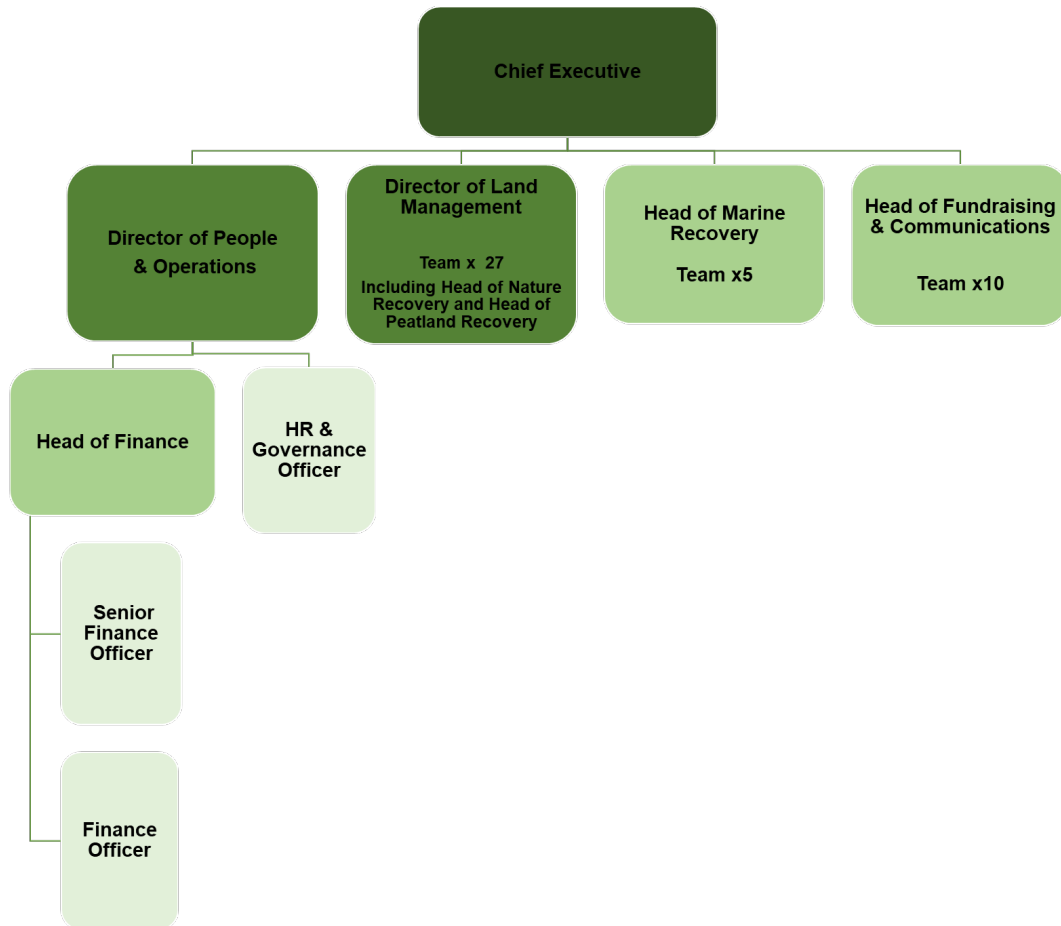 Chief Executive
Director of People
& Operations
Director of Land
Management
Team x  27
Including Head of Nature
Recovery and Head of
Peatland Recovery
Head of Marine
Recovery
Team x5
Head of Fundraising
& Communications
Team x10
Head of Finance
HR &
Governance
Officer
Senior
Finance
Officer
Finance
Officer